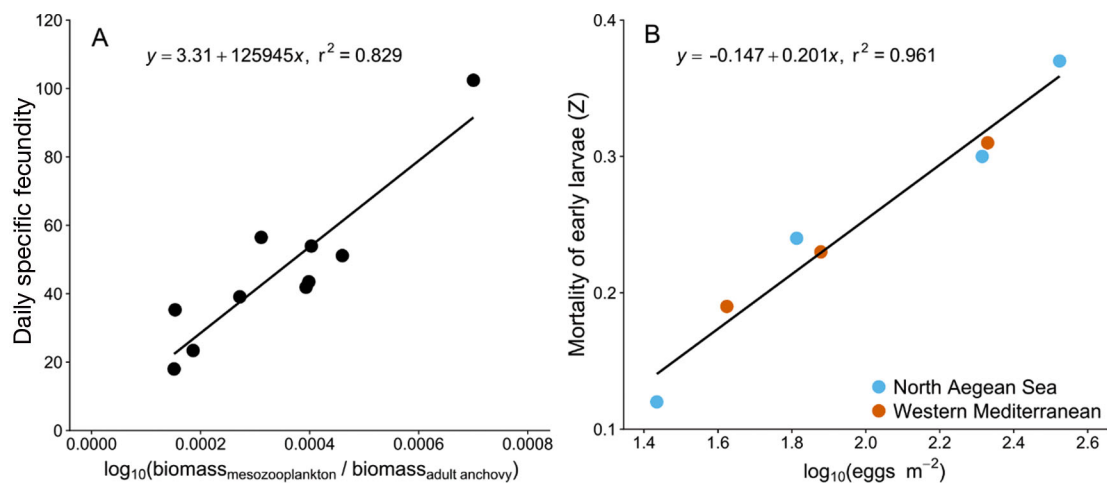 A
y = 3.31 + 125945x, r² = 0.829
Daily specific fecundity
120
100
80
60
40
20
0
0.0000
0.0002
0.0004
0.0006
0.0008
log₁₀(biomass_mesozooplankton / biomass_adult anchovy)
B
y = −0.147 + 0.201x, r² = 0.961
Mortality of early larvae (Z)
0.4
0.3
0.2
0.1
North Aegean Sea
Western Mediterranean
1.4
1.6
1.8
2.0
2.2
2.4
2.6
log₁₀(eggs m⁻²)